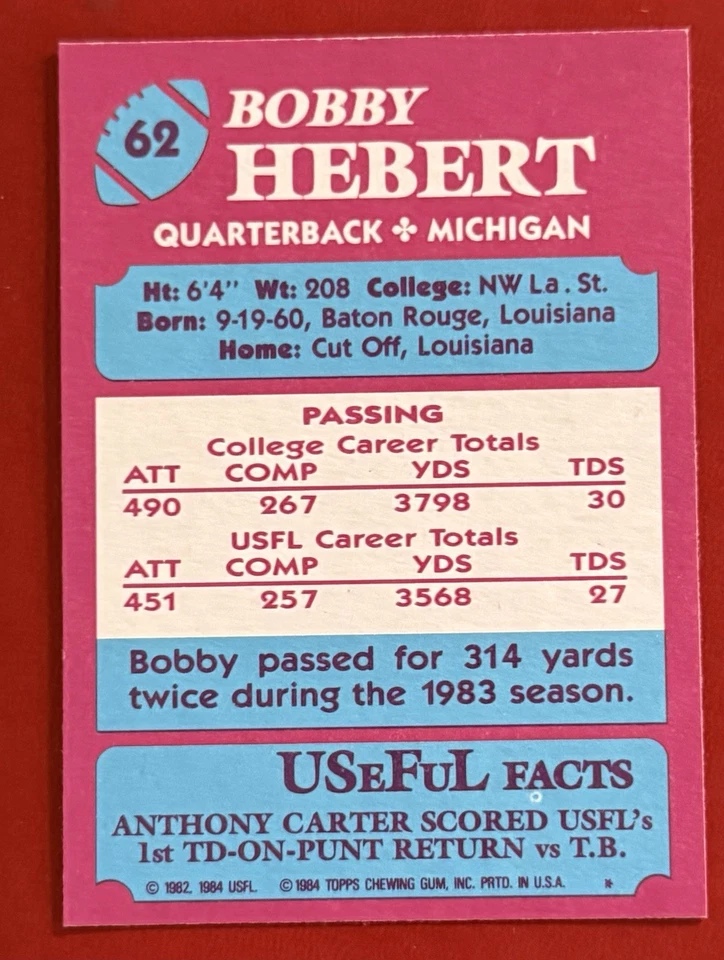 62
BOBBY
HEBERT
QUARTERBACK ✤ MICHIGAN
Ht: 6'4'' Wt: 208 College: NW La. St.
Born: 9-19-60, Baton Rouge, Louisiana
Home: Cut Off, Louisiana
PASSING
College Career Totals
ATT COMP YDS TDS
490 267 3798 30
USFL Career Totals
ATT COMP YDS TDS
451 257 3568 27
Bobby passed for 314 yards
twice during the 1983 season.
USEFUL FACTS
ANTHONY CARTER SCORED USFL's
1st TD-ON-PUNT RETURN vs T.B.
© 1982, 1984 USFL. © 1984 TOPPS CHEWING GUM, INC. PRTD. IN U.S.A. *